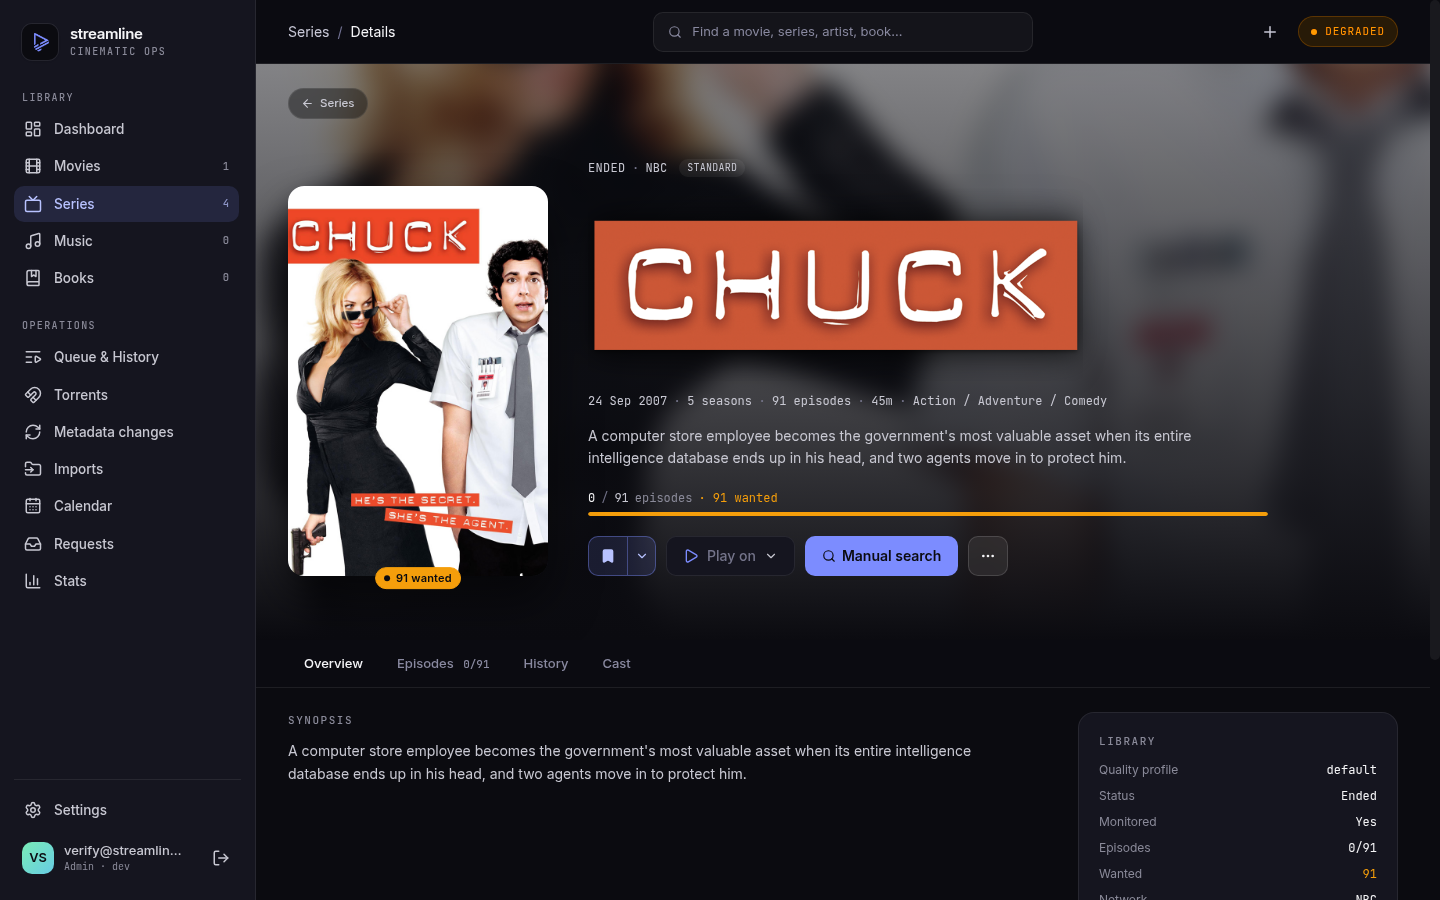 streamline
CINEMATIC OPS
LIBRARY
Dashboard
Movies 1
Series 4
Music 0
Books 0
OPERATIONS
Queue & History
Torrents
Metadata changes
Imports
Calendar
Requests
Stats
Settings
VS
verify@streamlin...
Admin · dev
Series / Details
Find a movie, series, artist, book...
DEGRADED
Series
CHUCK
HE'S THE SECRET.
SHE'S THE AGENT.
91 wanted
ENDED · NBC STANDARD
CHUCK
24 Sep 2007 · 5 seasons · 91 episodes · 45m · Action / Adventure / Comedy
A computer store employee becomes the government's most valuable asset when its entire
intelligence database ends up in his head, and two agents move in to protect him.
0 / 91 episodes · 91 wanted
Play on
Manual search
Overview Episodes 0/91 History Cast
SYNOPSIS
A computer store employee becomes the government's most valuable asset when its entire intelligence
database ends up in his head, and two agents move in to protect him.
LIBRARY
Quality profile default
Status Ended
Monitored Yes
Episodes 0/91
Wanted 91
Network NBC